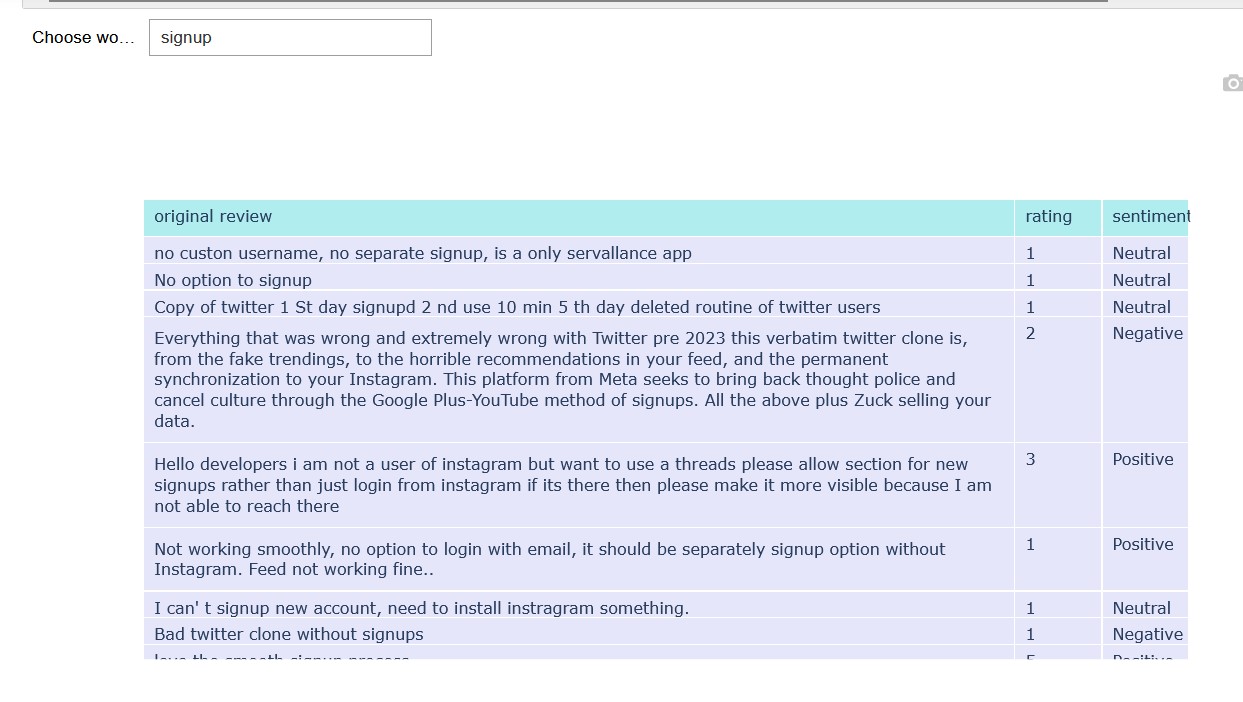 Choose wo...
signup
original review rating sentiment
no custon username, no separate signup, is a only servallance app 1 Neutral
No option to signup 1 Neutral
Copy of twitter 1 St day signupd 2 nd use 10 min 5 th day deleted routine of twitter users 1 Neutral
Everything that was wrong and extremely wrong with Twitter pre 2023 this verbatim twitter clone is, 2 Negative
from the fake trendings, to the horrible recommendations in your feed, and the permanent
synchronization to your Instagram. This platform from Meta seeks to bring back thought police and
cancel culture through the Google Plus-YouTube method of signups. All the above plus Zuck selling your
data.
Hello developers i am not a user of instagram but want to use a threads please allow section for new 3 Positive
signups rather than just login from instagram if its there then please make it more visible because I am
not able to reach there
Not working smoothly, no option to login with email, it should be separately signup option without 1 Positive
Instagram. Feed not working fine..
I can' t signup new account, need to install instragram something. 1 Neutral
Bad twitter clone without signups 1 Negative
love the smooth signup process 5 Positive